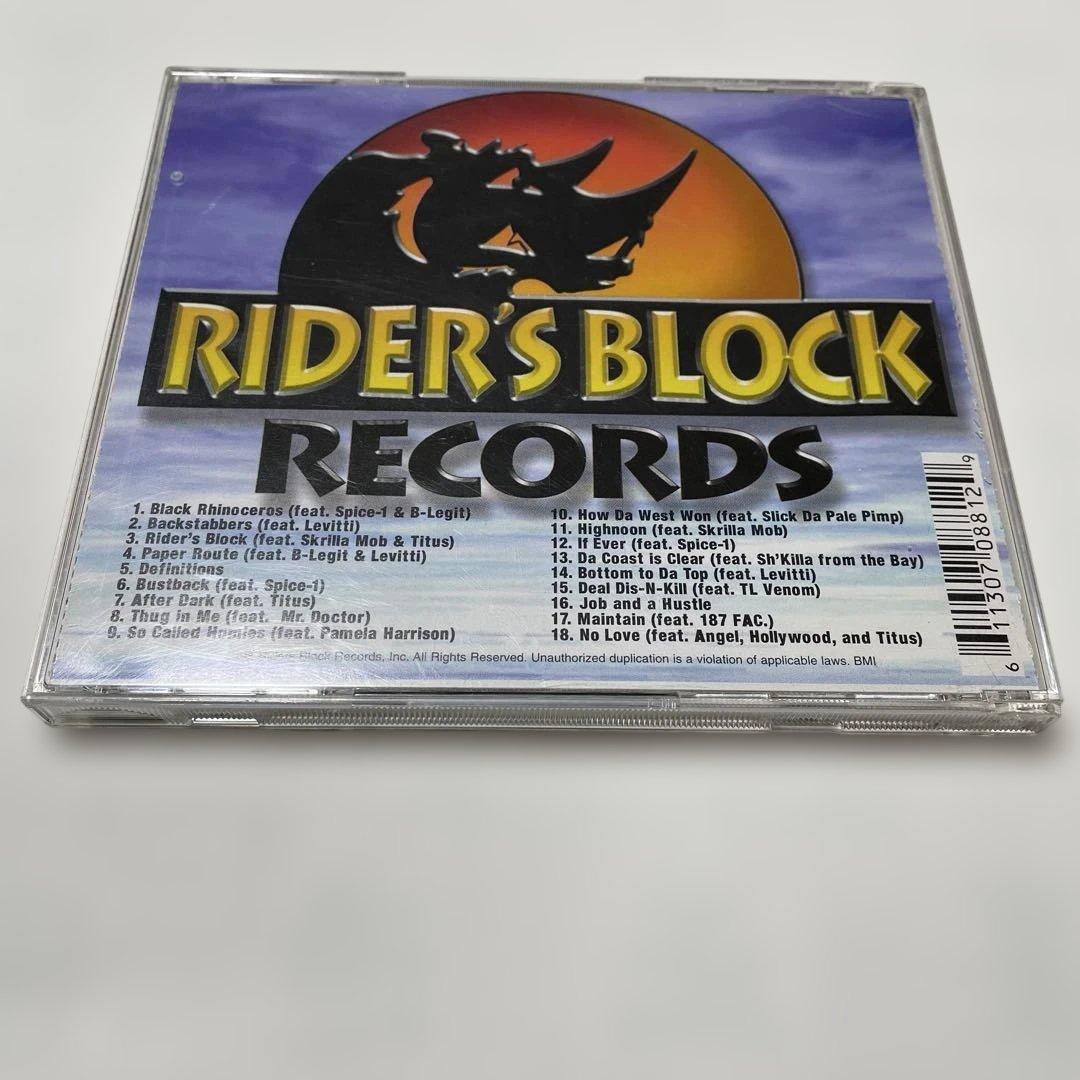 RIDER'S BLOCK
RECORDS
1. Black Rhinoceros (feat. Spice-1 & B-Legit)
2. Backstabbers (feat. Levitti)
3. Rider's Block (feat. Skrilla Mob & Titus)
4. Paper Route (feat. B-Legit & Levitti)
5. Definitions
6. Bustback (feat. Spice-1)
7. After Dark (feat. Titus)
8. Thug in Me (feat. Mr. Doctor)
9. So Called Homies (feat. Pamela Harrison)
10. How Da West Won (feat. Slick Da Pale Pimp)
11. Highnoon (feat. Skrilla Mob)
12. If Ever (feat. Spice-1)
13. Da Coast is Clear (feat. Sh'Killa from the Bay)
14. Bottom to Da Top (feat. Levitti)
15. Deal Dis-N-Kill (feat. TL Venom)
16. Job and a Hustle
17. Maintain (feat. 187 FAC.)
18. No Love (feat. Angel, Hollywood, and Titus)
Block Records, Inc. All Rights Reserved. Unauthorized duplication is a violation of applicable laws. BMI
6 11307 08812 9